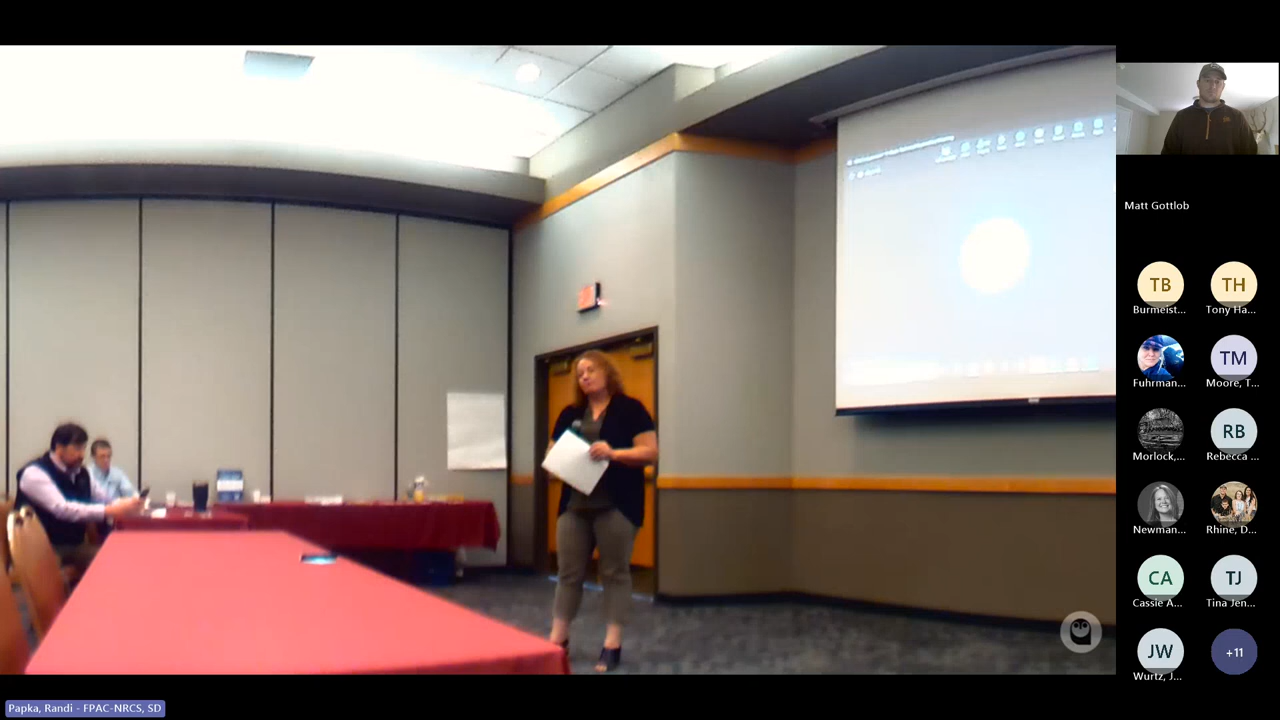 Matt Gottlob
TB
TH
Burmeist...
Tony Ha...
TM
Fuhrman...
Moore, T...
RB
Morlock,...
Rebecca ...
Newman...
Rhine, D...
CA
TJ
Cassie A...
Tina Jen...
JW
+11
Wurtz, J...
Papka, Randi - FPAC-NRCS, SD